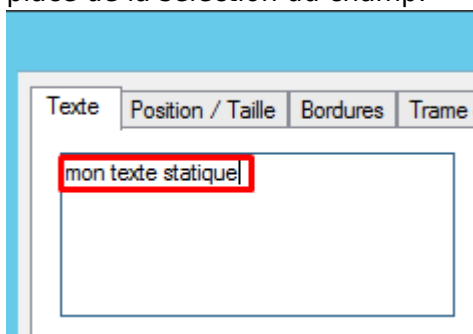 place de la sélection du champ.
Texte Position / Taille Bordures Trame
mon texte statique